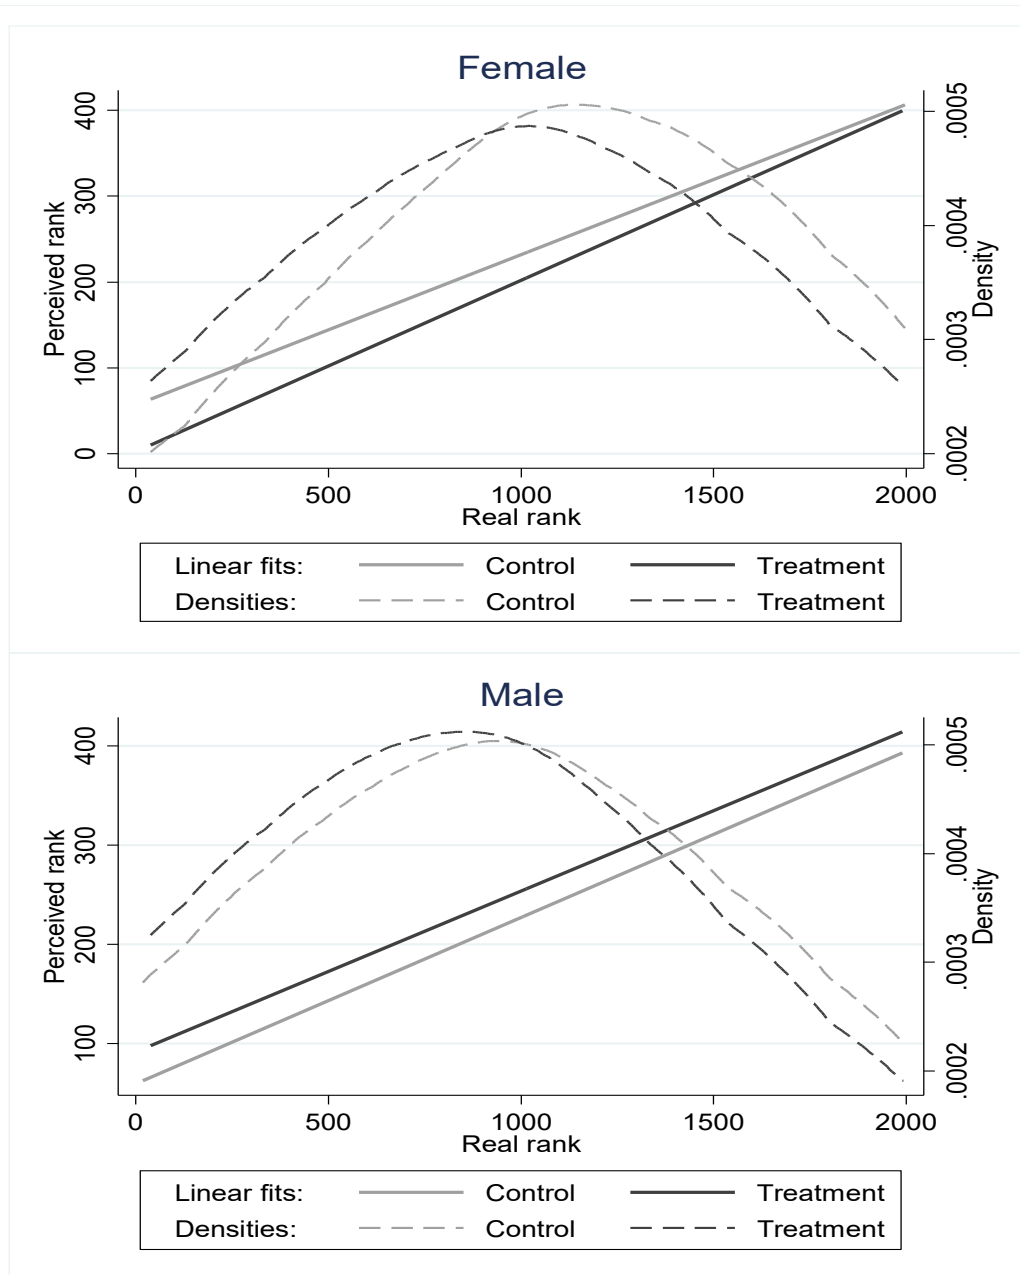 Female
400
300
200
100
0
Perceived rank
.0005
.0004
.0003
.0002
Density
0 500 1000 1500 2000
Real rank
Linear fits: Control Treatment
Densities: Control Treatment
Male
400
300
200
100
Perceived rank
.0005
.0004
.0003
.0002
Density
0 500 1000 1500 2000
Real rank
Linear fits: Control Treatment
Densities: Control Treatment